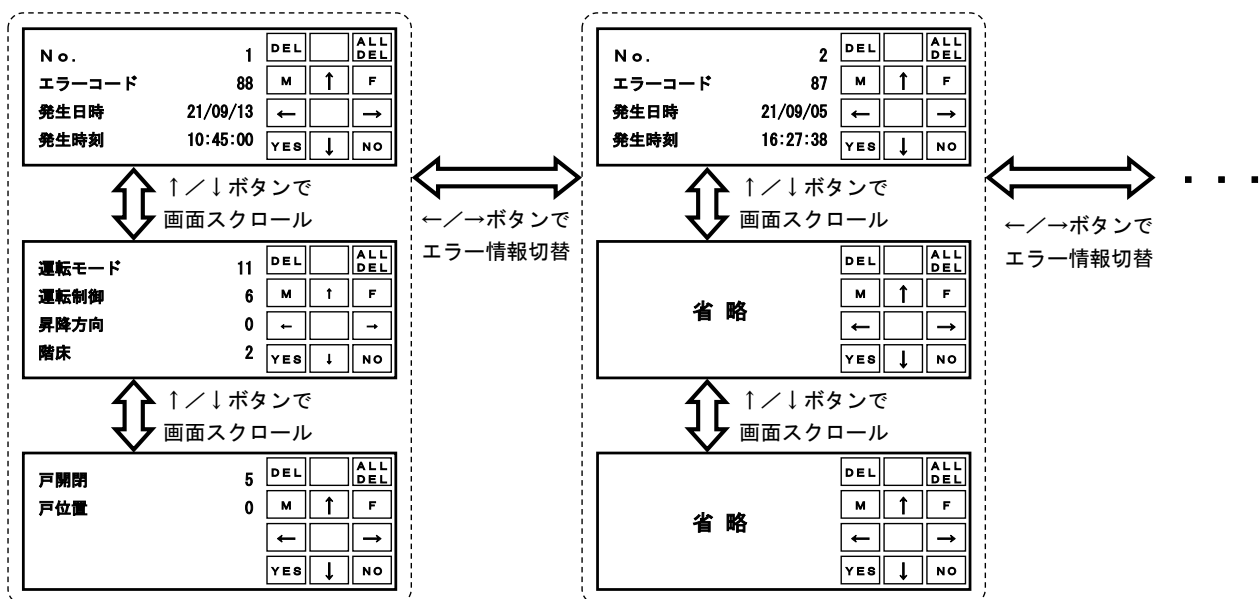 No. 1 DEL ALL DEL
エラーコード 88 M ↑ F
発生日時 21/09/13 ← →
発生時刻 10:45:00 YES ↓ NO
↑/↓ボタンで
画面スクロール
運転モード 11 DEL ALL DEL
運転制御 6 M ↑ F
昇降方向 0 ← →
階床 2 YES ↓ NO
↑/↓ボタンで
画面スクロール
戸開閉 5 DEL ALL DEL
戸位置 0 M ↑ F
← →
YES ↓ NO
←/→ボタンで
エラー情報切替
No. 2 DEL ALL DEL
エラーコード 87 M ↑ F
発生日時 21/09/05 ← →
発生時刻 16:27:38 YES ↓ NO
↑/↓ボタンで
画面スクロール
DEL ALL DEL
M ↑ F
省略
← →
YES ↓ NO
↑/↓ボタンで
画面スクロール
DEL ALL DEL
M ↑ F
省略
← →
YES ↓ NO
←/→ボタンで
エラー情報切替
・・・